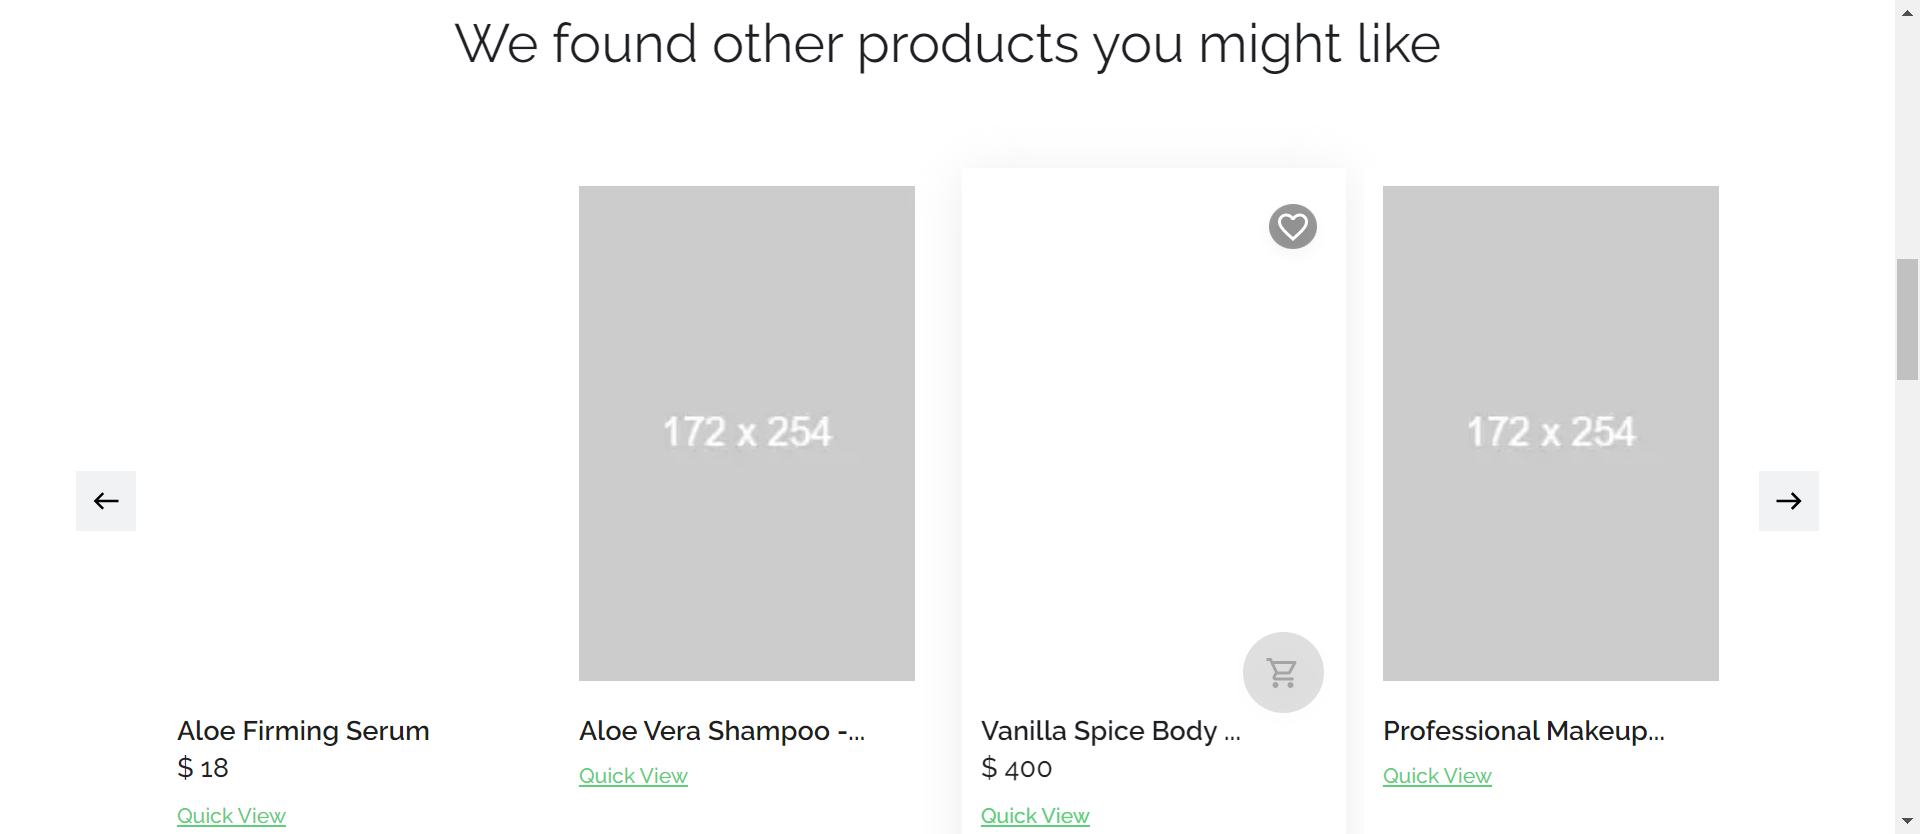 We found other products you might like
172 x 254
172 x 254
Aloe Firming Serum
$ 18
Quick View
Aloe Vera Shampoo -...
Quick View
Vanilla Spice Body ...
$ 400
Quick View
Professional Makeup...
Quick View